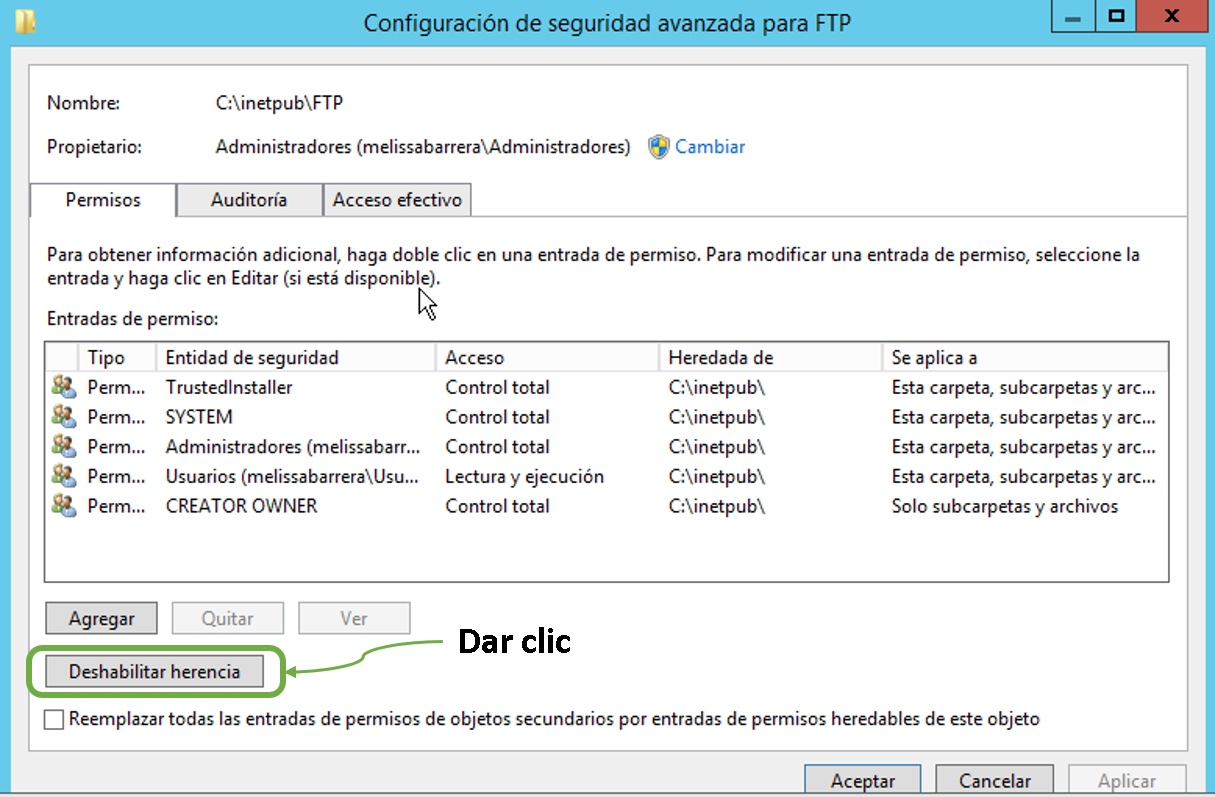 Configuración de seguridad avanzada para FTP
Nombre: C:\inetpub\FTP
Propietario: Administradores (melissabarrera\Administradores) Cambiar
Permisos Auditoría Acceso efectivo
Para obtener información adicional, haga doble clic en una entrada de permiso. Para modificar una entrada de permiso, seleccione la
entrada y haga clic en Editar (si está disponible).
Entradas de permiso:
Tipo Entidad de seguridad Acceso Heredada de Se aplica a
Perm... TrustedInstaller Control total C:\inetpub\ Esta carpeta, subcarpetas y arc...
Perm... SYSTEM Control total C:\inetpub\ Esta carpeta, subcarpetas y arc...
Perm... Administradores (melissabarr... Control total C:\inetpub\ Esta carpeta, subcarpetas y arc...
Perm... Usuarios (melissabarrera\Usu... Lectura y ejecución C:\inetpub\ Esta carpeta, subcarpetas y arc...
Perm... CREATOR OWNER Control total C:\inetpub\ Solo subcarpetas y archivos
Agregar Quitar Ver
Dar clic
Deshabilitar herencia
Reemplazar todas las entradas de permisos de objetos secundarios por entradas de permisos heredables de este objeto
Aceptar Cancelar Aplicar